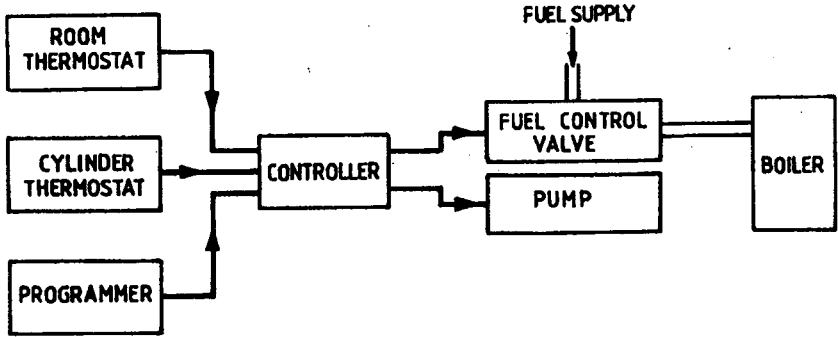 FUEL SUPPLY
ROOM
THERMOSTAT
FUEL CONTROL
VALVE
CYLINDER
THERMOSTAT
CONTROLLER
BOILER
PUMP
PROGRAMMER